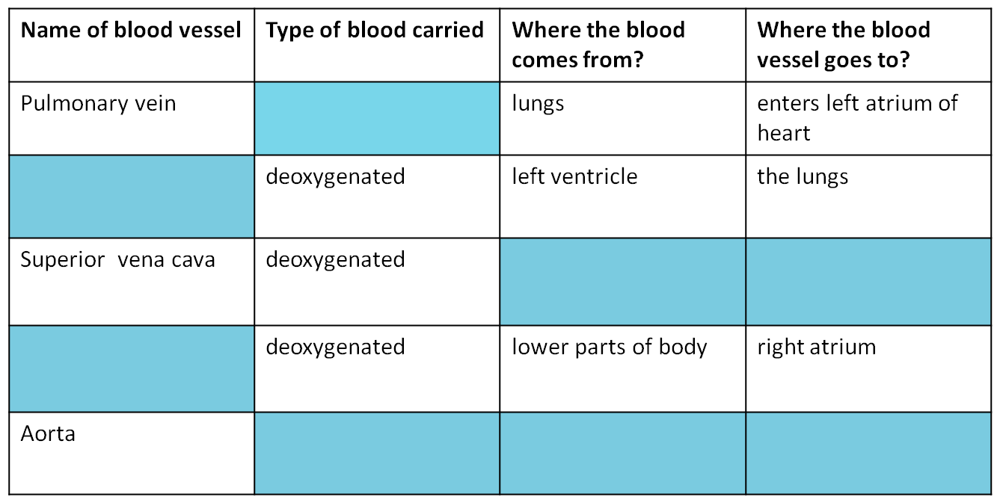 Name of blood vessel
Type of blood carried
Where the blood
comes from?
Where the blood
vessel goes to?
Pulmonary vein
lungs
enters left atrium of
heart
deoxygenated
left ventricle
the lungs
Superior  vena cava
deoxygenated
deoxygenated
lower parts of body
right atrium
Aorta